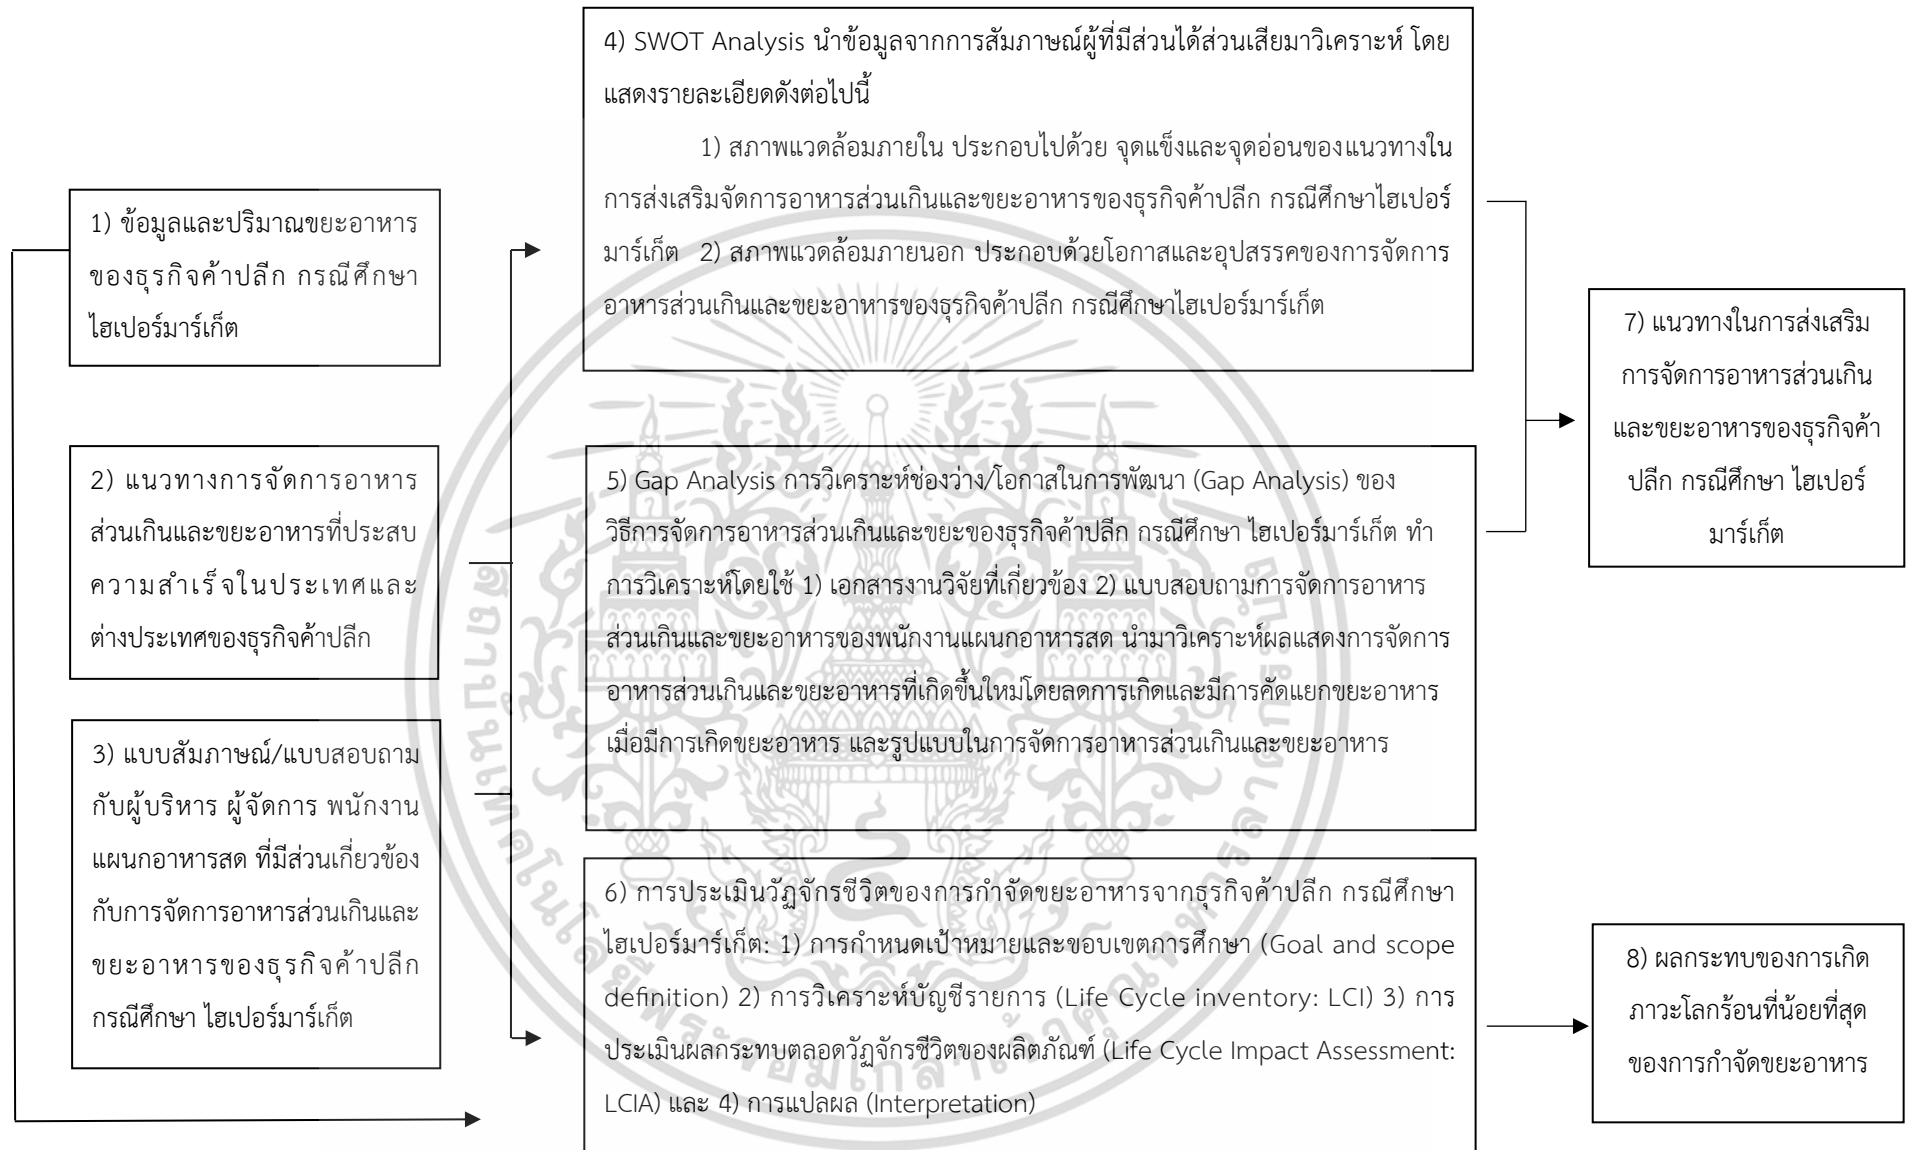 1) ข้อมูลและปริมาณขยะอาหาร
ของธุรกิจค้าปลีก กรณีศึกษา
ไฮเปอร์มาร์เก็ต
2) แนวทางการจัดการอาหาร
ส่วนเกินและขยะอาหารที่ประสบ
ความสำเร็จในประเทศและ
ต่างประเทศของธุรกิจค้าปลีก
3) แบบสัมภาษณ์/แบบสอบถาม
กับผู้บริหาร ผู้จัดการ พนักงาน
แผนกอาหารสด ที่มีส่วนเกี่ยวข้อง
กับการจัดการอาหารส่วนเกินและ
ขยะอาหารของธุรกิจค้าปลีก
กรณีศึกษา ไฮเปอร์มาร์เก็ต
4) SWOT Analysis นำข้อมูลจากการสัมภาษณ์ผู้ที่มีส่วนได้ส่วนเสียมาวิเคราะห์ โดย
แสดงรายละเอียดดังต่อไปนี้
1) สภาพแวดล้อมภายใน ประกอบไปด้วย จุดแข็งและจุดอ่อนของแนวทางใน
การส่งเสริมจัดการอาหารส่วนเกินและขยะอาหารของธุรกิจค้าปลีก กรณีศึกษาไฮเปอร์
มาร์เก็ต 2) สภาพแวดล้อมภายนอก ประกอบด้วยโอกาสและอุปสรรคของการจัดการ
อาหารส่วนเกินและขยะอาหารของธุรกิจค้าปลีก กรณีศึกษาไฮเปอร์มาร์เก็ต
5) Gap Analysis การวิเคราะห์ช่องว่าง/โอกาสในการพัฒนา (Gap Analysis) ของ
วิธีการจัดการอาหารส่วนเกินและขยะของธุรกิจค้าปลีก กรณีศึกษา ไฮเปอร์มาร์เก็ต ทำ
การวิเคราะห์โดยใช้ 1) เอกสารงานวิจัยที่เกี่ยวข้อง 2) แบบสอบถามการจัดการอาหาร
ส่วนเกินและขยะอาหารของพนักงานแผนกอาหารสด นำมาวิเคราะห์ผลแสดงการจัดการ
อาหารส่วนเกินและขยะอาหารที่เกิดขึ้นใหม่โดยลดการเกิดและมีการคัดแยกขยะอาหาร
เมื่อมีการเกิดขยะอาหาร และรูปแบบในการจัดการอาหารส่วนเกินและขยะอาหาร
6) การประเมินวัฏจักรชีวิตของการกำจัดขยะอาหารจากธุรกิจค้าปลีก กรณีศึกษา
ไฮเปอร์มาร์เก็ต: 1) การกำหนดเป้าหมายและขอบเขตการศึกษา (Goal and scope
definition) 2) การวิเคราะห์บัญชีรายการ (Life Cycle inventory: LCI) 3) การ
ประเมินผลกระทบตลอดวัฏจักรชีวิตของผลิตภัณฑ์ (Life Cycle Impact Assessment:
LCIA) และ 4) การแปลผล (Interpretation)
7) แนวทางในการส่งเสริม
การจัดการอาหารส่วนเกิน
และขยะอาหารของธุรกิจค้า
ปลีก กรณีศึกษา ไฮเปอร์
มาร์เก็ต
8) ผลกระทบของการเกิด
ภาวะโลกร้อนที่น้อยที่สุด
ของการกำจัดขยะอาหาร
สถาบันเทคโนโลยีพระจอมเกล้าเจ้าคุณทหารลาดกระบัง